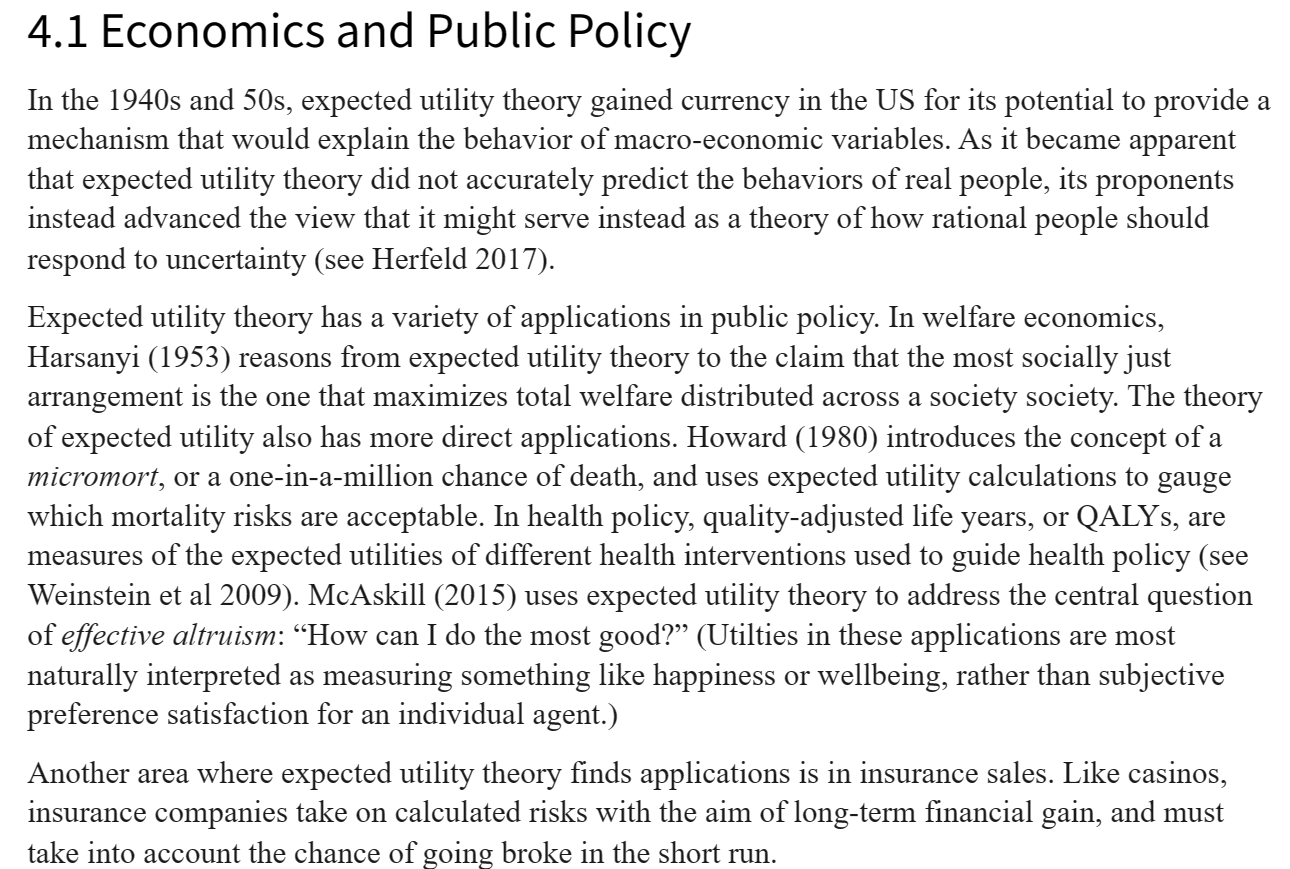 4.1 Economics and Public Policy
In the 1940s and 50s, expected utility theory gained currency in the US for its potential to provide a
mechanism that would explain the behavior of macro-economic variables. As it became apparent
that expected utility theory did not accurately predict the behaviors of real people, its proponents
instead advanced the view that it might serve instead as a theory of how rational people should
respond to uncertainty (see Herfeld 2017).
Expected utility theory has a variety of applications in public policy. In welfare economics,
Harsanyi (1953) reasons from expected utility theory to the claim that the most socially just
arrangement is the one that maximizes total welfare distributed across a society society. The theory
of expected utility also has more direct applications. Howard (1980) introduces the concept of a
micromort, or a one-in-a-million chance of death, and uses expected utility calculations to gauge
which mortality risks are acceptable. In health policy, quality-adjusted life years, or QALYs, are
measures of the expected utilities of different health interventions used to guide health policy (see
Weinstein et al 2009). McAskill (2015) uses expected utility theory to address the central question
of effective altruism: “How can I do the most good?” (Utilties in these applications are most
naturally interpreted as measuring something like happiness or wellbeing, rather than subjective
preference satisfaction for an individual agent.)
Another area where expected utility theory finds applications is in insurance sales. Like casinos,
insurance companies take on calculated risks with the aim of long-term financial gain, and must
take into account the chance of going broke in the short run.